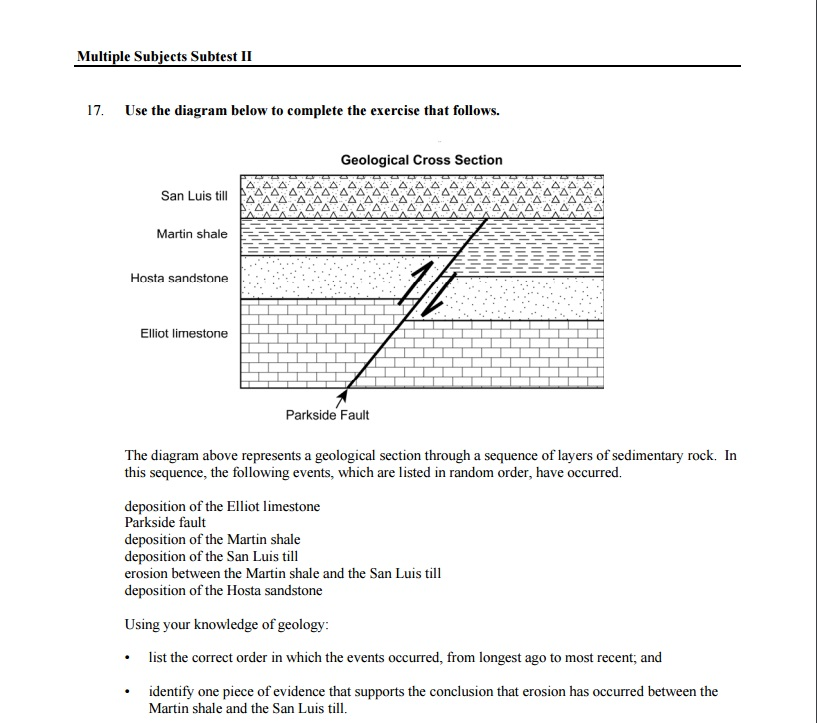 Multiple Subjects Subtest II
17. Use the diagram below to complete the exercise that follows.
Geological Cross Section
San Luis till
Martin shale
Hosta sandstone
Elliot limestone
Parkside Fault
The diagram above represents a geological section through a sequence of layers of sedimentary rock. In
this sequence, the following events, which are listed in random order, have occurred.
deposition of the Elliot limestone
Parkside fault
deposition of the Martin shale
deposition of the San Luis till
erosion between the Martin shale and the San Luis till
deposition of the Hosta sandstone
Using your knowledge of geology:
• list the correct order in which the events occurred, from longest ago to most recent; and
• identify one piece of evidence that supports the conclusion that erosion has occurred between the
Martin shale and the San Luis till.